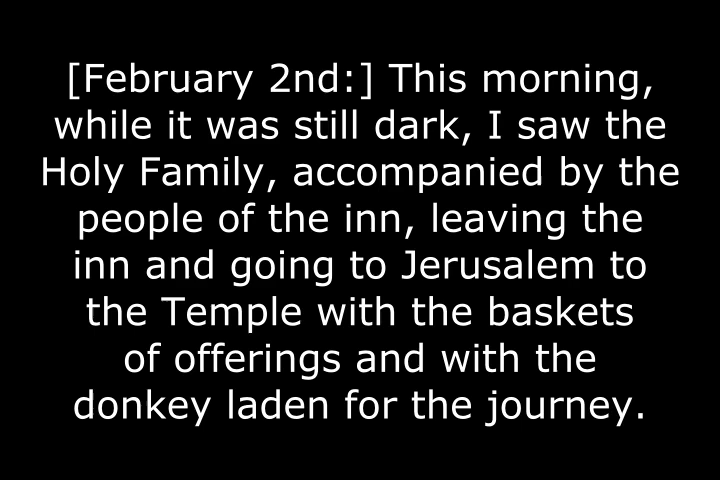 [February 2nd:] This morning,
while it was still dark, I saw the
Holy Family, accompanied by the
people of the inn, leaving the
inn and going to Jerusalem to
the Temple with the baskets
of offerings and with the
donkey laden for the journey.